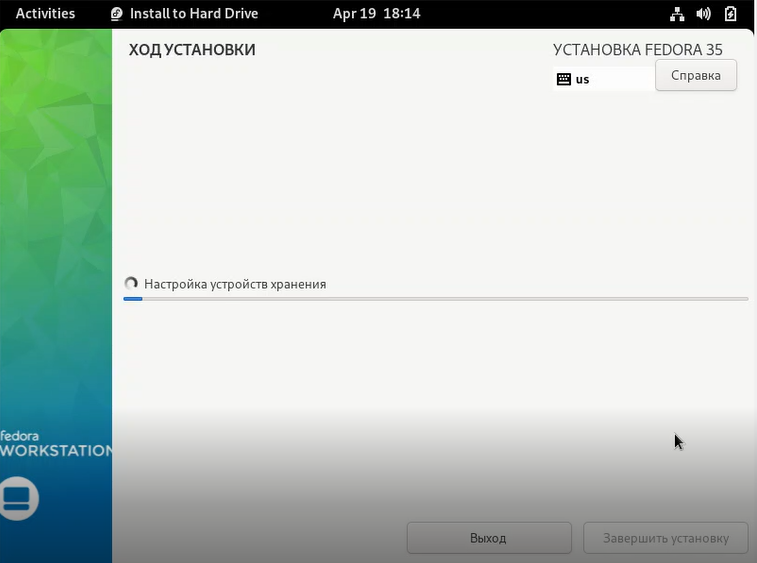 Activities
Install to Hard Drive
Apr 19 18:14
ХОД УСТАНОВКИ
УСТАНОВКА FEDORA 35
us
Справка
Настройка устройств хранения
fedora
WORKSTATION
Выход
Завершить установку